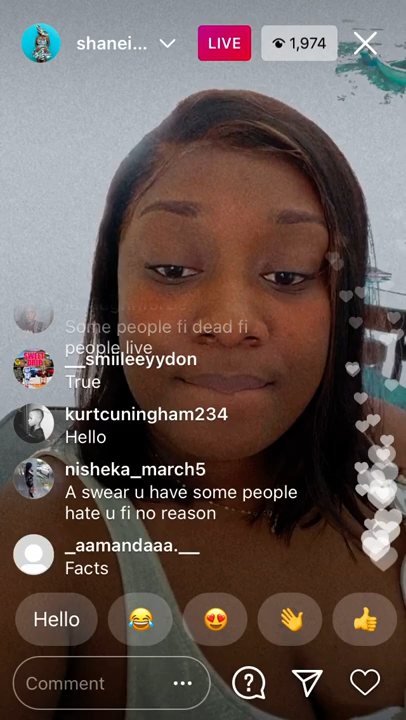 shanei...
LIVE
1,974
Some people fi dead fi
people live
__smiileeyydon
True
kurtcuningham234
Hello
nisheka_march5
A swear u have some people
hate u fi no reason
_aamandaaa.__
Facts
Hello
Comment